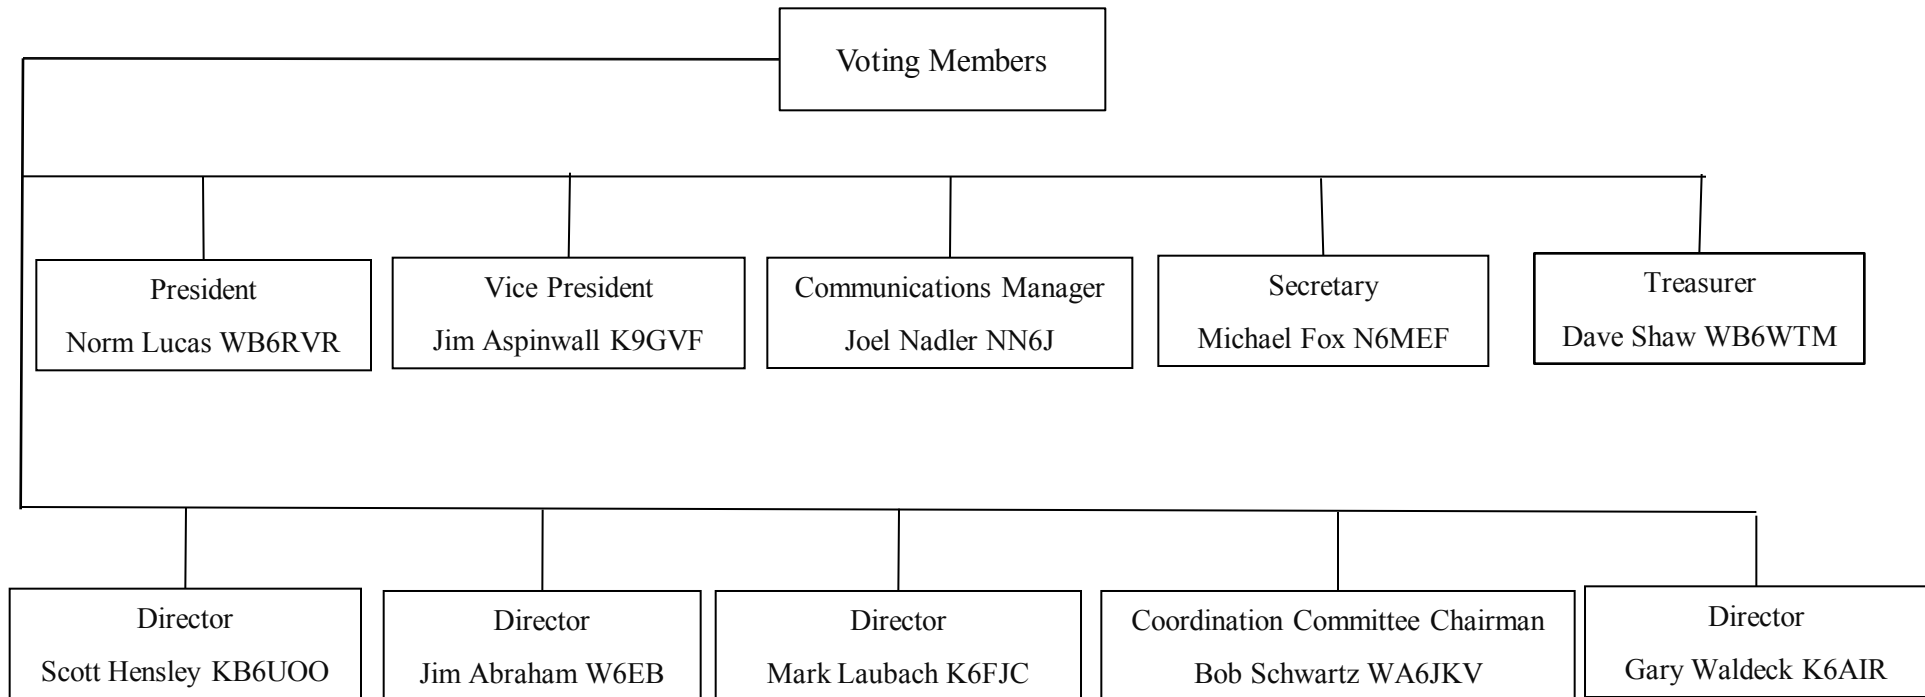 Voting Members
President
Norm Lucas WB6RVR
Vice President
Jim Aspinwall K9GVF
Communications Manager
Joel Nadler NN6J
Secretary
Michael Fox N6MEF
Treasurer
Dave Shaw WB6WTM
Director
Scott Hensley KB6UOO
Director
Jim Abraham W6EB
Director
Mark Laubach K6FJC
Coordination Committee Chairman
Bob Schwartz WA6JKV
Director
Gary Waldeck K6AIR